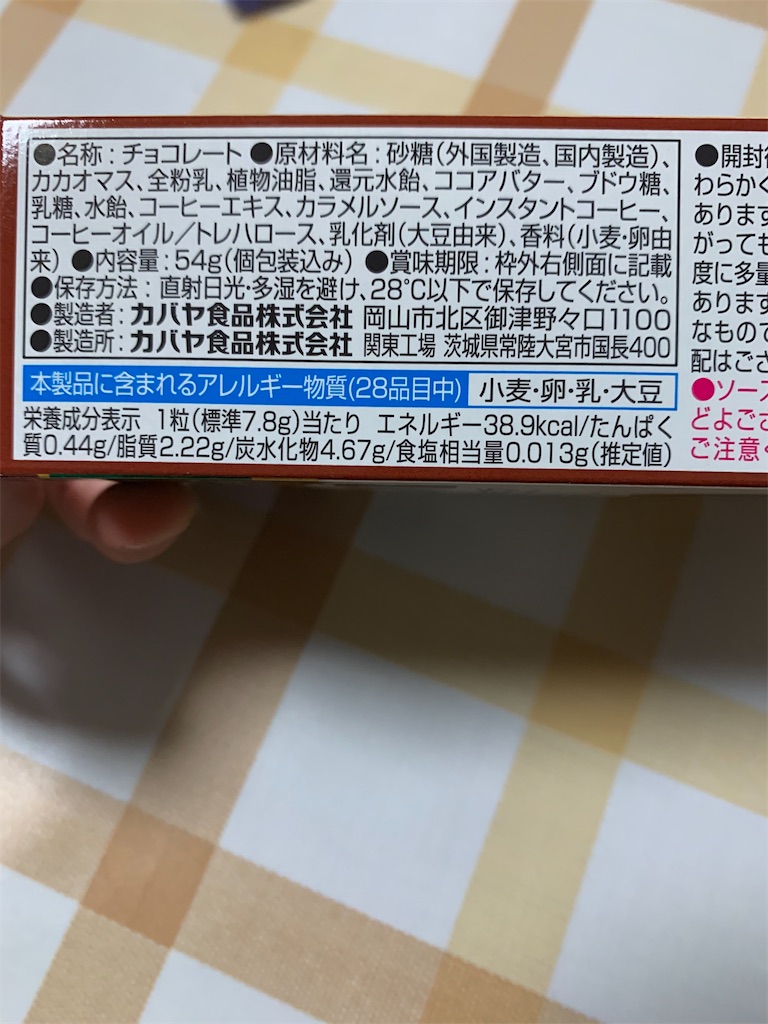 ●名称：チョコレート ●原材料名：砂糖(外国製造、国内製造)、
カカオマス、全粉乳、植物油脂、還元水飴、ココアバター、ブドウ糖、
乳糖、水飴、コーヒーエキス、カラメルソース、インスタントコーヒー、
コーヒーオイル／トレハロース、乳化剤(大豆由来)、香料(小麦・卵由
来) ●内容量：54g(個包装込み) ●賞味期限：枠外右側面に記載
●保存方法：直射日光・多湿を避け、28℃以下で保存してください。
●製造者：カバヤ食品株式会社 岡山市北区御津野々口1100
●製造所：カバヤ食品株式会社 関東工場 茨城県常陸大宮市国長400
本製品に含まれるアレルギー物質(28品目中) 小麦・卵・乳・大豆
栄養成分表示 1粒(標準7.8g)当たり エネルギー38.9kcal/たんぱく
質0.44g/脂質2.22g/炭水化物4.67g/食塩相当量0.013g(推定値)
●開封
わらかく
あります
がっても
度に多量
あります
なもので
配はござ
●ソース
どよござ
ご注意